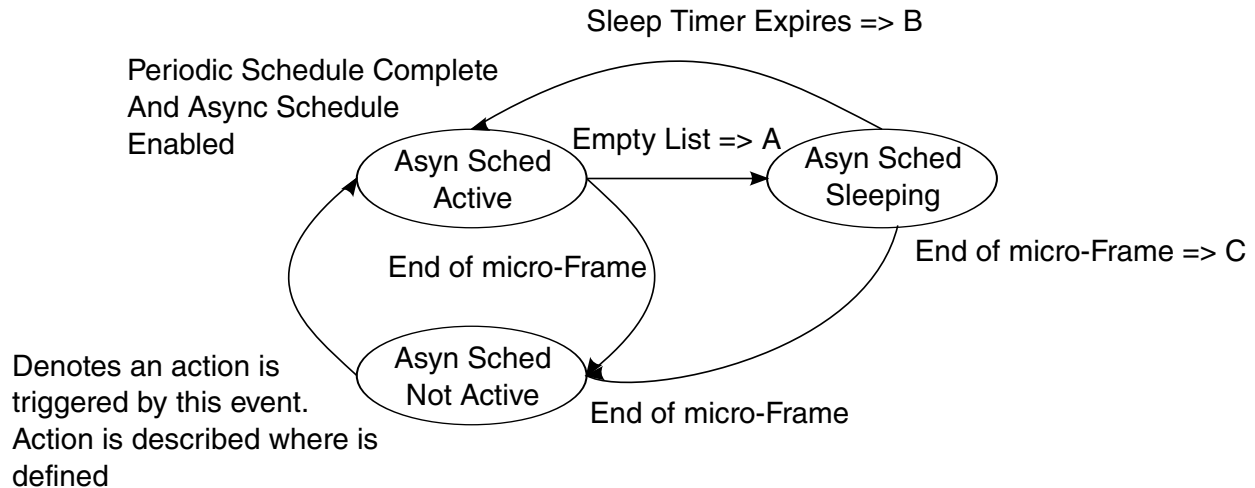 Sleep Timer Expires => B
Periodic Schedule Complete
And Async Schedule
Enabled
Empty List => A
Asyn Sched
Active
Asyn Sched
Sleeping
End of micro-Frame => C
End of micro-Frame
Asyn Sched
Not Active
Denotes an action is
triggered by this event.
Action is described where is
defined
End of micro-Frame